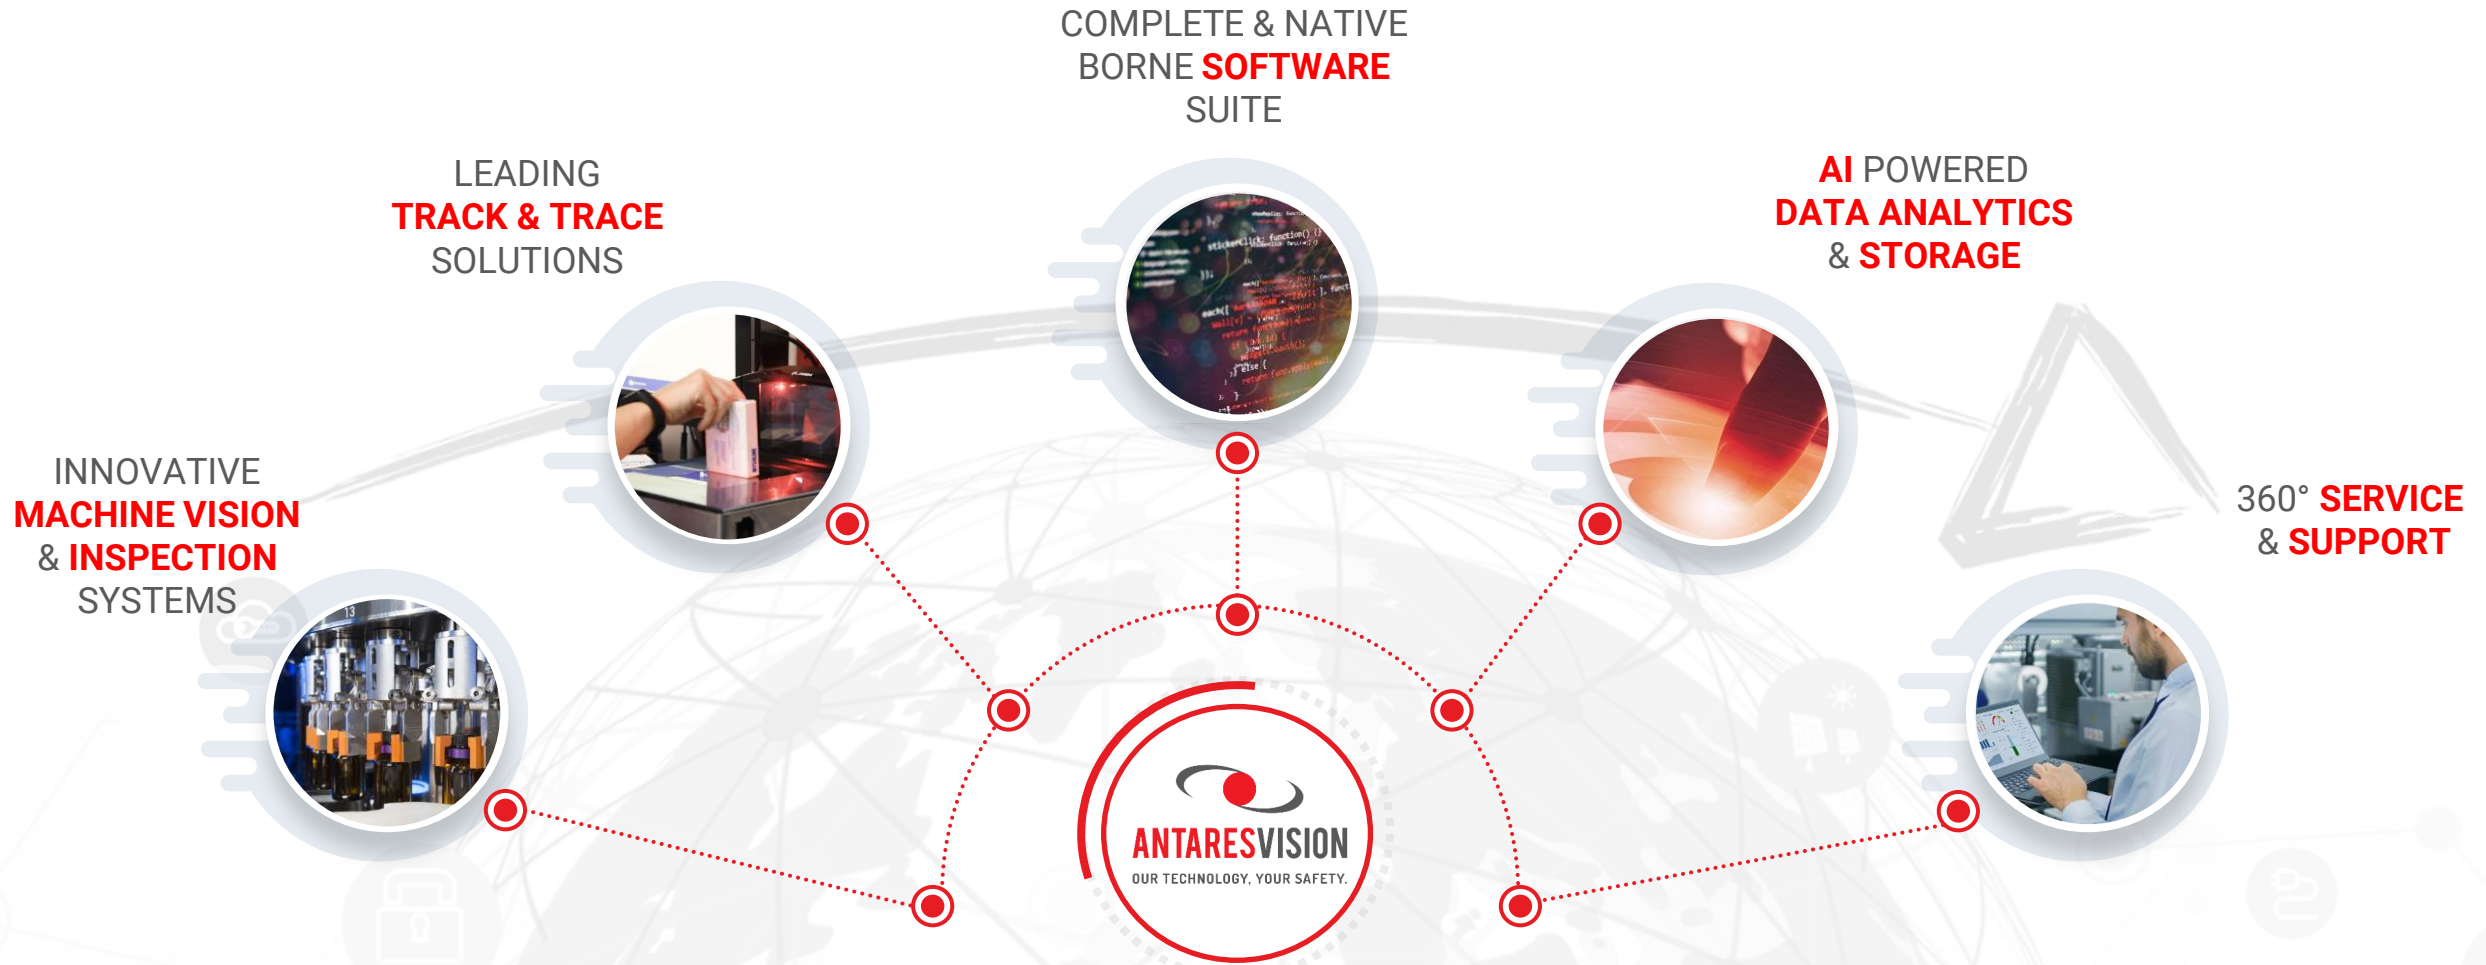 COMPLETE & NATIVE
BORNE SOFTWARE
SUITE
LEADING
TRACK & TRACE
SOLUTIONS
AI POWERED
DATA ANALYTICS
& STORAGE
INNOVATIVE
MACHINE VISION
& INSPECTION
SYSTEMS
360° SERVICE
& SUPPORT
13
ANTARESVISION
OUR TECHNOLOGY, YOUR SAFETY.